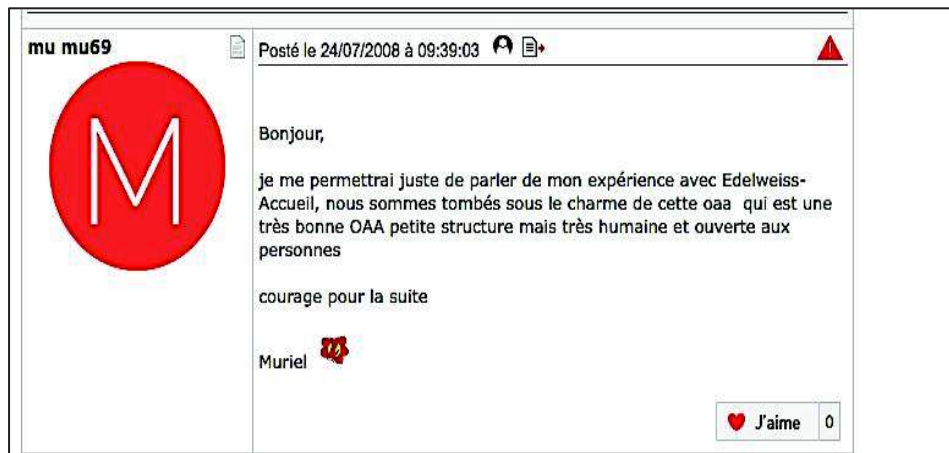 mu mu69
Posté le 24/07/2008 à 09:39:03
M
Bonjour,
je me permettrai juste de parler de mon expérience avec Edelweiss-
Accueil, nous sommes tombés sous le charme de cette oaa qui est une
très bonne OAA petite structure mais très humaine et ouverte aux
personnes
courage pour la suite
Muriel
J'aime 0